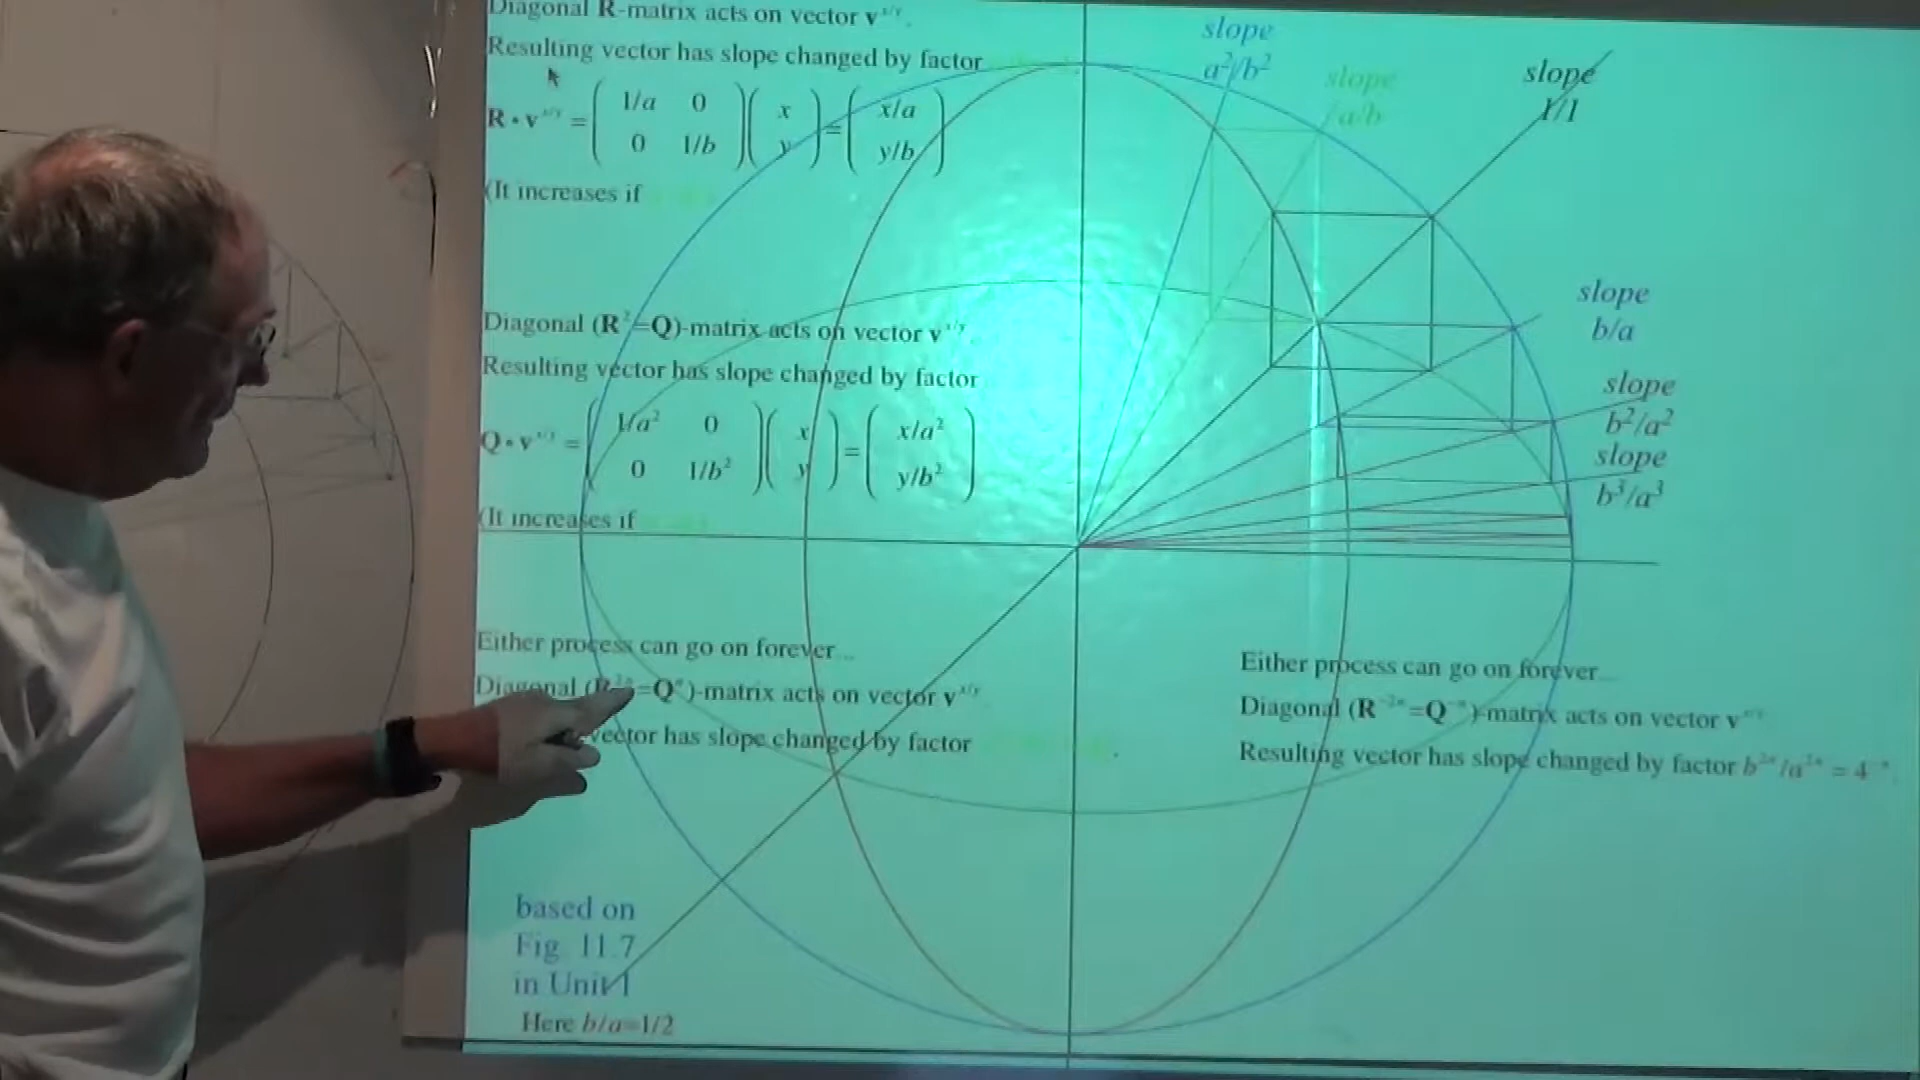 Diagonal R-matrix acts on vector v
Resulting vector has slope changed by factor
R • v = ( 1/a 0 ) ( x ) = ( x/a )
( 0 1/b ) ( y ) ( y/b )
(It increases if
Diagonal (R²=Q)-matrix acts on vector v
Resulting vector has slope changed by factor
Q • v = ( 1/a² 0 ) ( x ) = ( x/a² )
( 0 1/b² ) ( y ) ( y/b² )
(It increases if
Either process can go on forever...
Diagonal (R =Qⁿ)-matrix acts on vector v
vector has slope changed by factor
based on
Fig. 11.7
in Unit 1
Here b/a=1/2
slope
a²/b²
slope
a/b
slope
1/1
slope
b/a
slope
b²/a²
slope
b³/a³
Either process can go on forever...
Diagonal (R⁻²ⁿ=Q⁻ⁿ)-matrix acts on vector v
Resulting vector has slope changed by factor b²ⁿ/a²ⁿ = 4⁻ⁿ